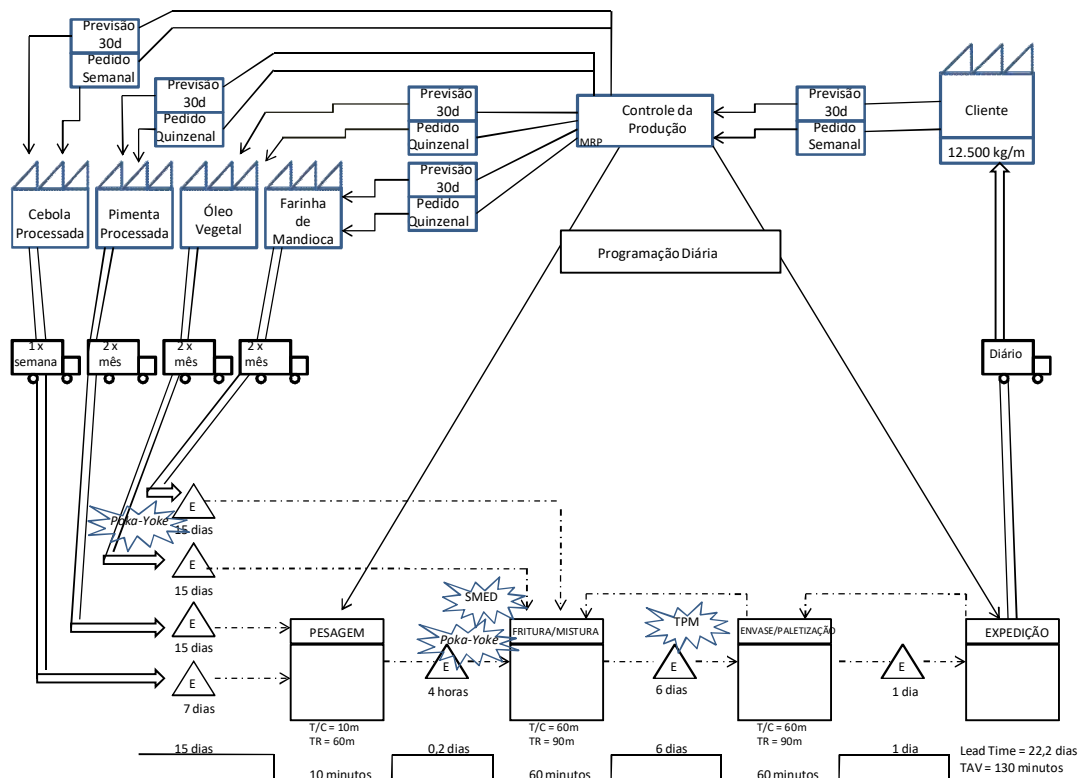 Previsão
30d
Pedido
Semanal
Previsão
30d
Pedido
Quinzenal
Previsão
30d
Pedido
Quinzenal
Previsão
30d
Pedido
Quinzenal
Controle da
Produção
MRP
Previsão
30d
Pedido
Semanal
Cliente
12.500 kg/m
Cebola
Processada
Pimenta
Processada
Óleo
Vegetal
Farinha
de
Mandioca
Programação Diária
1 x
semana
2 x
mês
2 x
mês
2 x
mês
Diário
E
15 dias
Poka-Yoke
E
15 dias
E
15 dias
E
7 dias
PESAGEM
T/C = 10m
TR = 60m
SMED
Poka-Yoke
E
4 horas
FRITURA/MISTURA
T/C = 60m
TR = 90m
TPM
E
6 dias
ENVASE/PALETIZAÇÃO
T/C = 60m
TR = 90m
E
1 dia
EXPEDIÇÃO
15 dias
10 minutos
0,2 dias
60 minutos
6 dias
60 minutos
1 dia
Lead Time = 22,2 dias
TAV = 130 minutos